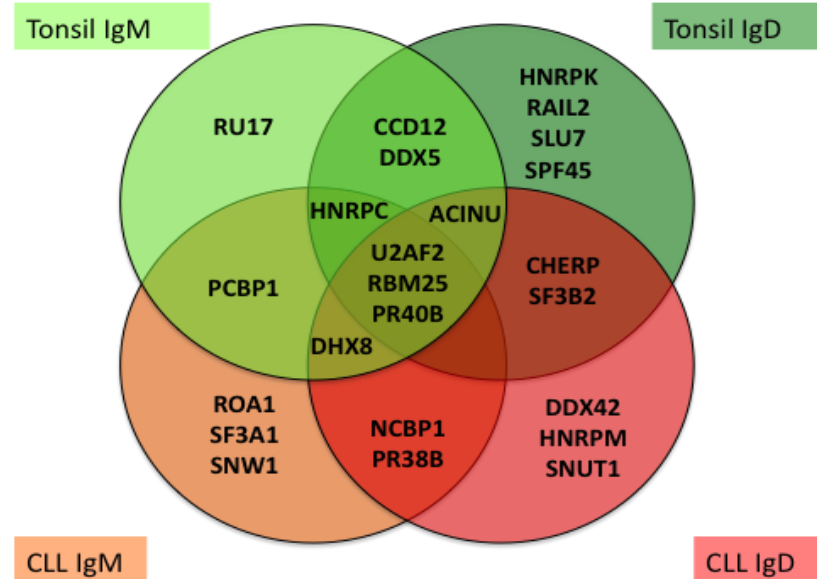 Tonsil IgM
Tonsil IgD
RU17
CCD12
DDX5
HNRPK
RAIL2
SLU7
SPF45
HNRPC
ACINU
PCBP1
U2AF2
RBM25
PR40B
CHERP
SF3B2
DHX8
ROA1
SF3A1
SNW1
NCBP1
PR38B
DDX42
HNRPM
SNUT1
CLL IgM
CLL IgD